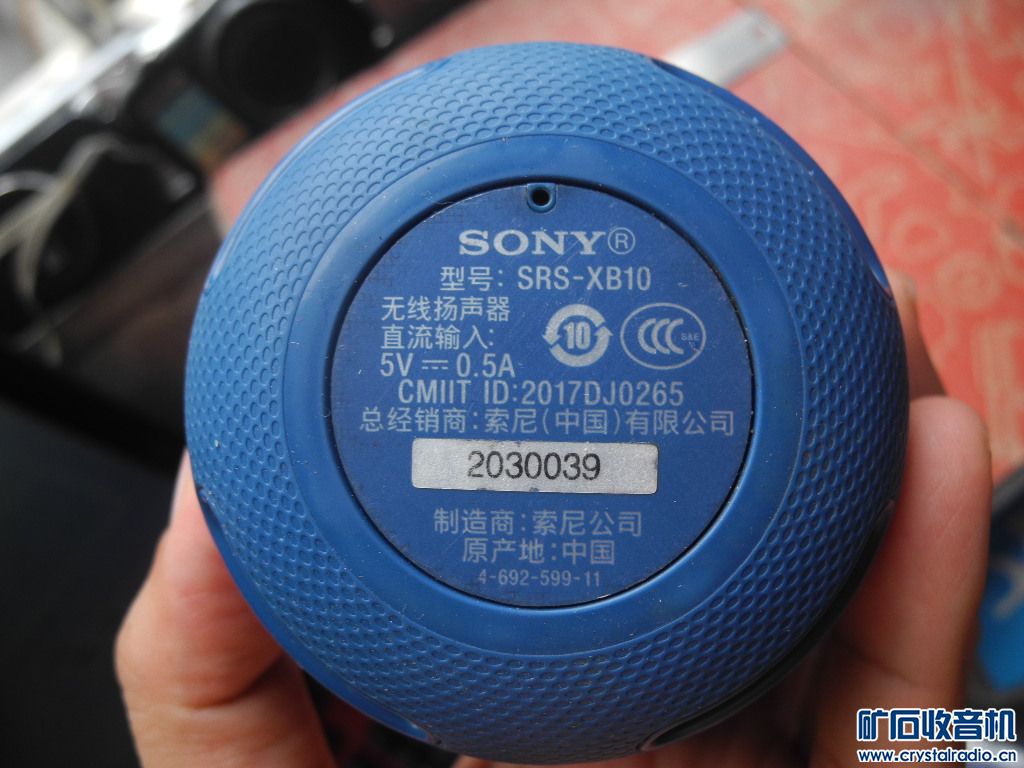 SONY®
型号: SRS-XB10
无线扬声器
直流输入:
5V ⎓ 0.5A
10
CCC S&E
CMIIT ID:2017DJ0265
总经销商:索尼(中国)有限公司
2030039
制造商:索尼公司
原产地:中国
4-692-599-11
矿石收音机
www.crystalradio.cn